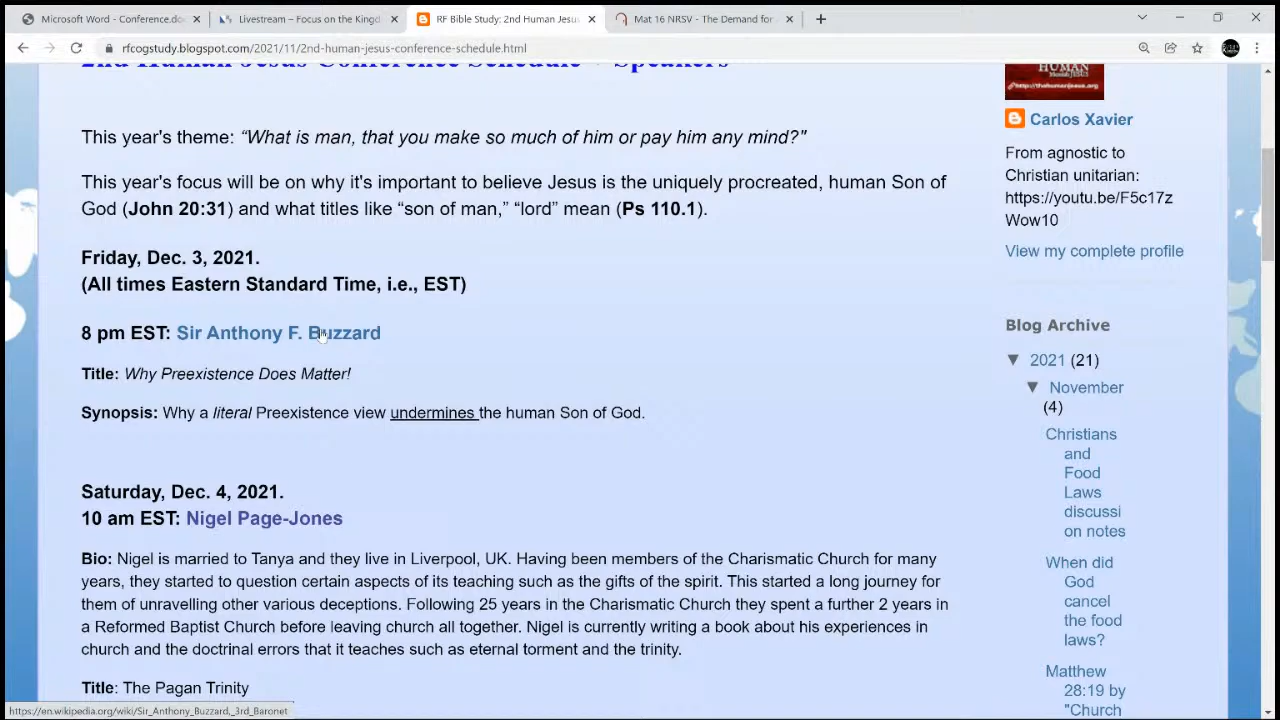 Microsoft Word - Conference.do
Livestream – Focus on the Kingd
RF Bible Study: 2nd Human Jesus
Mat 16 NRSV - The Demand for
rfcogstudy.blogspot.com/2021/11/2nd-human-jesus-conference-schedule.html
2nd Human Jesus Conference Schedule + Speakers
HUMAN
Messiah JESUS
http://thehumanjesus.org
This year's theme: “What is man, that you make so much of him or pay him any mind?"
This year's focus will be on why it's important to believe Jesus is the uniquely procreated, human Son of
God (John 20:31) and what titles like “son of man,” “lord” mean (Ps 110.1).
Friday, Dec. 3, 2021.
(All times Eastern Standard Time, i.e., EST)
8 pm EST: Sir Anthony F. Buzzard
Title: Why Preexistence Does Matter!
Synopsis: Why a literal Preexistence view undermines the human Son of God.
Saturday, Dec. 4, 2021.
10 am EST: Nigel Page-Jones
Bio: Nigel is married to Tanya and they live in Liverpool, UK. Having been members of the Charismatic Church for many
years, they started to question certain aspects of its teaching such as the gifts of the spirit. This started a long journey for
them of unravelling other various deceptions. Following 25 years in the Charismatic Church they spent a further 2 years in
a Reformed Baptist Church before leaving church all together. Nigel is currently writing a book about his experiences in
church and the doctrinal errors that it teaches such as eternal torment and the trinity.
Title: The Pagan Trinity
https://en.wikipedia.org/wiki/Sir_Anthony_Buzzard,_3rd_Baronet
Carlos Xavier
From agnostic to
Christian unitarian:
https://youtu.be/F5c17z
Wow10
View my complete profile
Blog Archive
▼ 2021 (21)
▼ November
(4)
Christians
and
Food
Laws
discussi
on notes
When did
God
cancel
the food
laws?
Matthew
28:19 by
"Church